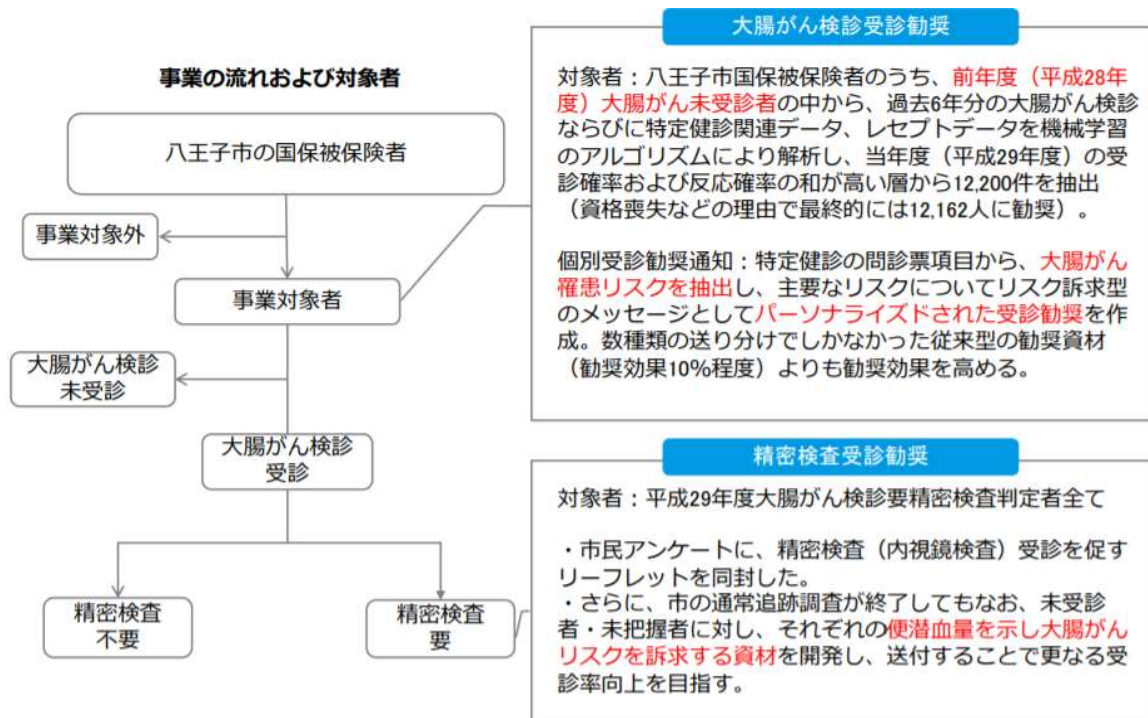 事業の流れおよび対象者
八王子市の国保被保険者
事業対象外
事業対象者
大腸がん検診
未受診
大腸がん検診
受診
精密検査
不要
精密検査
要
大腸がん検診受診勧奨
対象者：八王子市国保被保険者のうち、前年度（平成28年
度）大腸がん未受診者の中から、過去6年分の大腸がん検診
ならびに特定健診関連データ、レセプトデータを機械学習
のアルゴリズムにより解析し、当年度（平成29年度）の受
診確率および反応確率の和が高い層から12,200件を抽出
（資格喪失などの理由で最終的には12,162人に勧奨）。
個別受診勧奨通知：特定健診の問診票項目から、大腸がん
罹患リスクを抽出し、主要なリスクについてリスク訴求型
のメッセージとしてパーソナライズドされた受診勧奨を作
成。数種類の送り分けでしかなかった従来型の勧奨資材
（勧奨効果10%程度）よりも勧奨効果を高める。
精密検査受診勧奨
対象者：平成29年度大腸がん検診要精密検査判定者全て
・市民アンケートに、精密検査（内視鏡検査）受診を促す
リーフレットを同封した。
・さらに、市の通常追跡調査が終了してもなお、未受診
者・未把握者に対し、それぞれの便潜血量を示し大腸がん
リスクを訴求する資材を開発し、送付することで更なる受
診率向上を目指す。